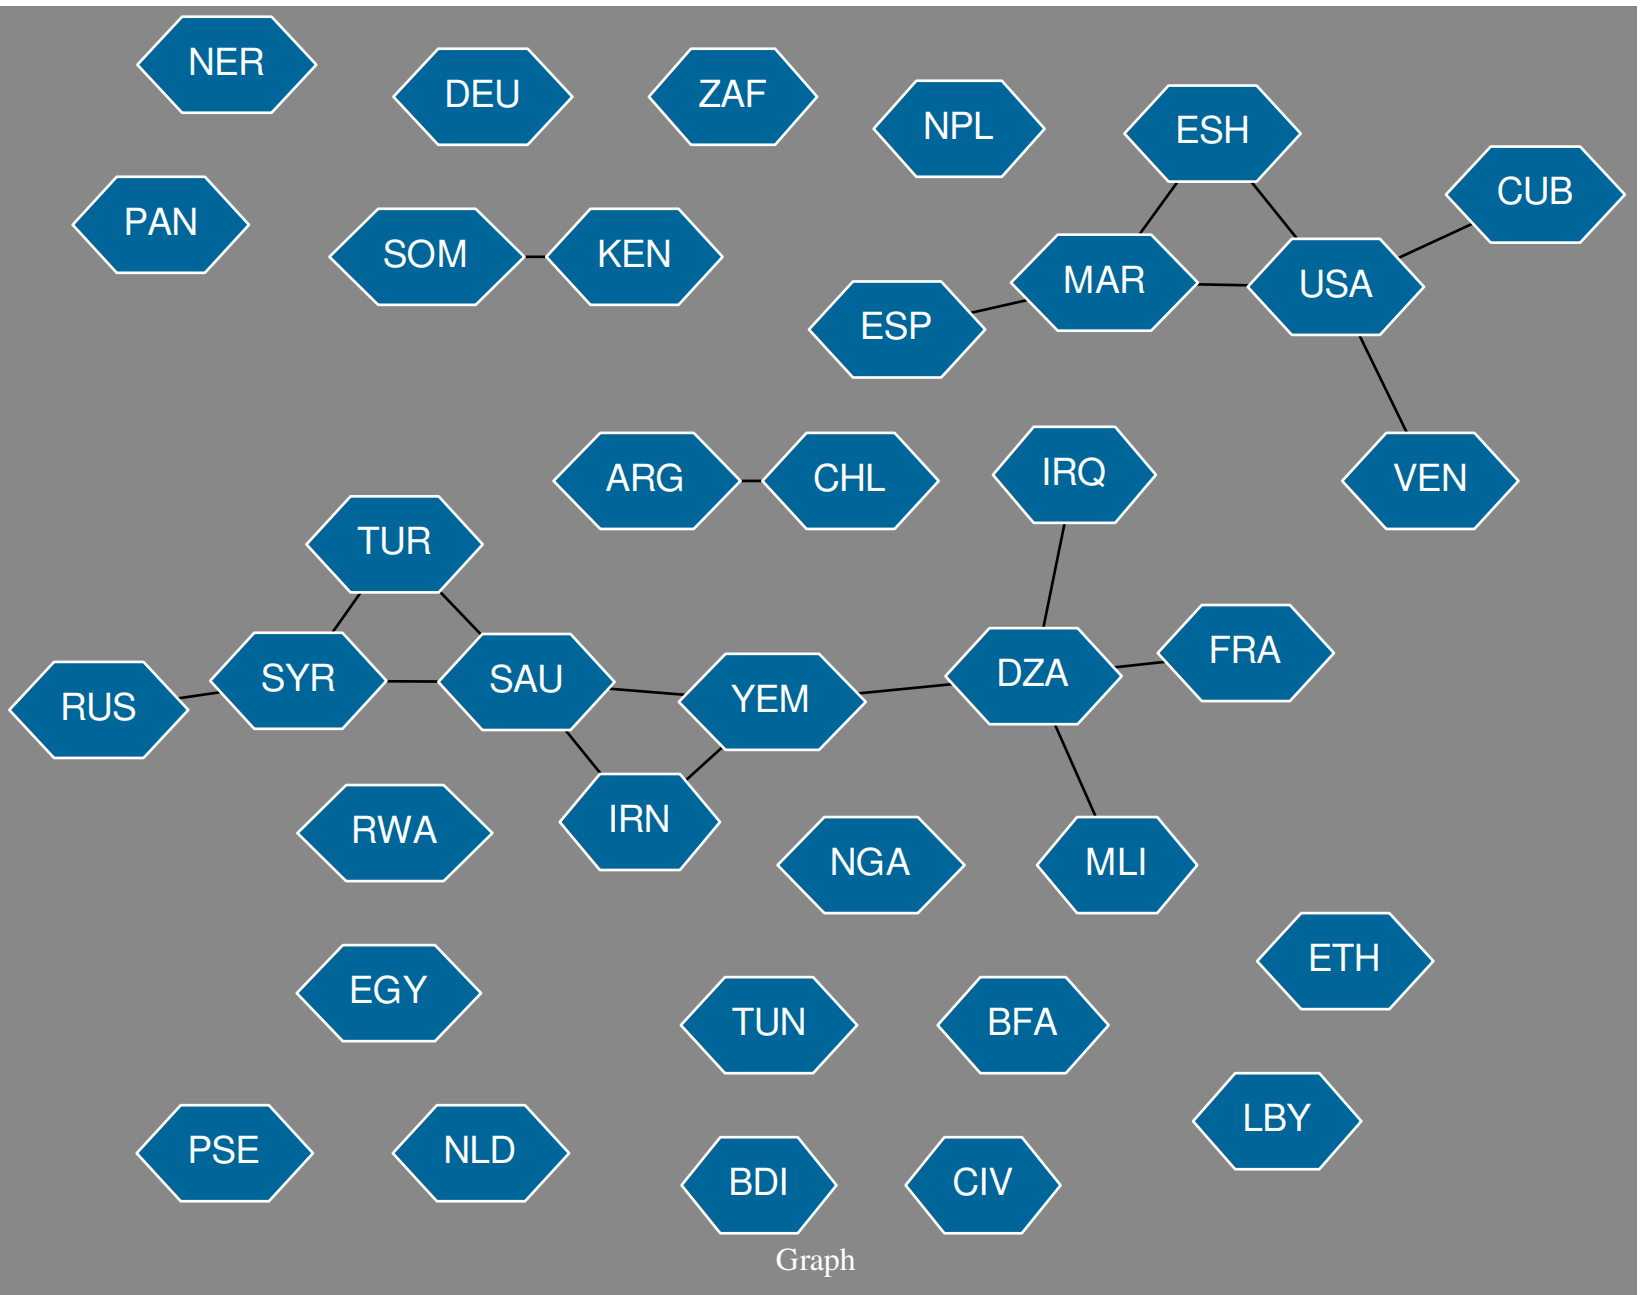 NER
DEU
ZAF
NPL
ESH
CUB
PAN
SOM
KEN
MAR
USA
ESP
ARG
CHL
IRQ
VEN
TUR
RUS
SYR
SAU
YEM
DZA
FRA
RWA
IRN
NGA
MLI
EGY
TUN
BFA
ETH
PSE
NLD
BDI
CIV
LBY
Graph